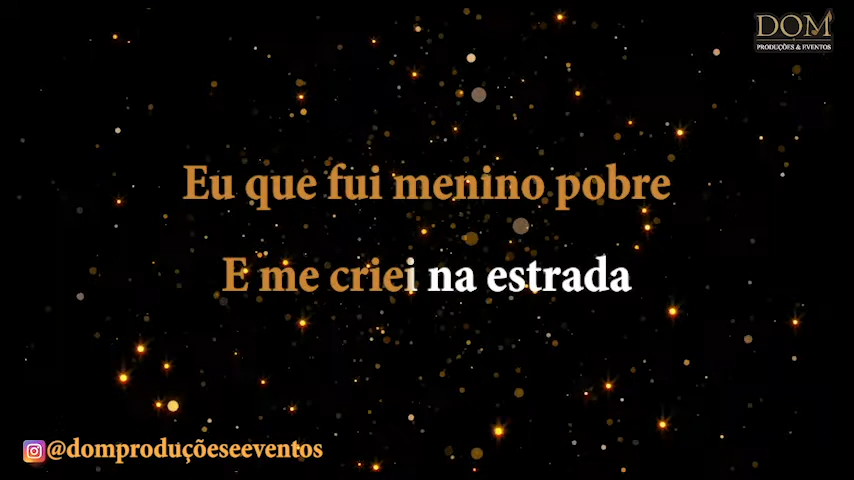 DOM
PRODUÇÕES & EVENTOS
Eu que fui menino pobre
E me criei na estrada
@domproduçõeseeventos